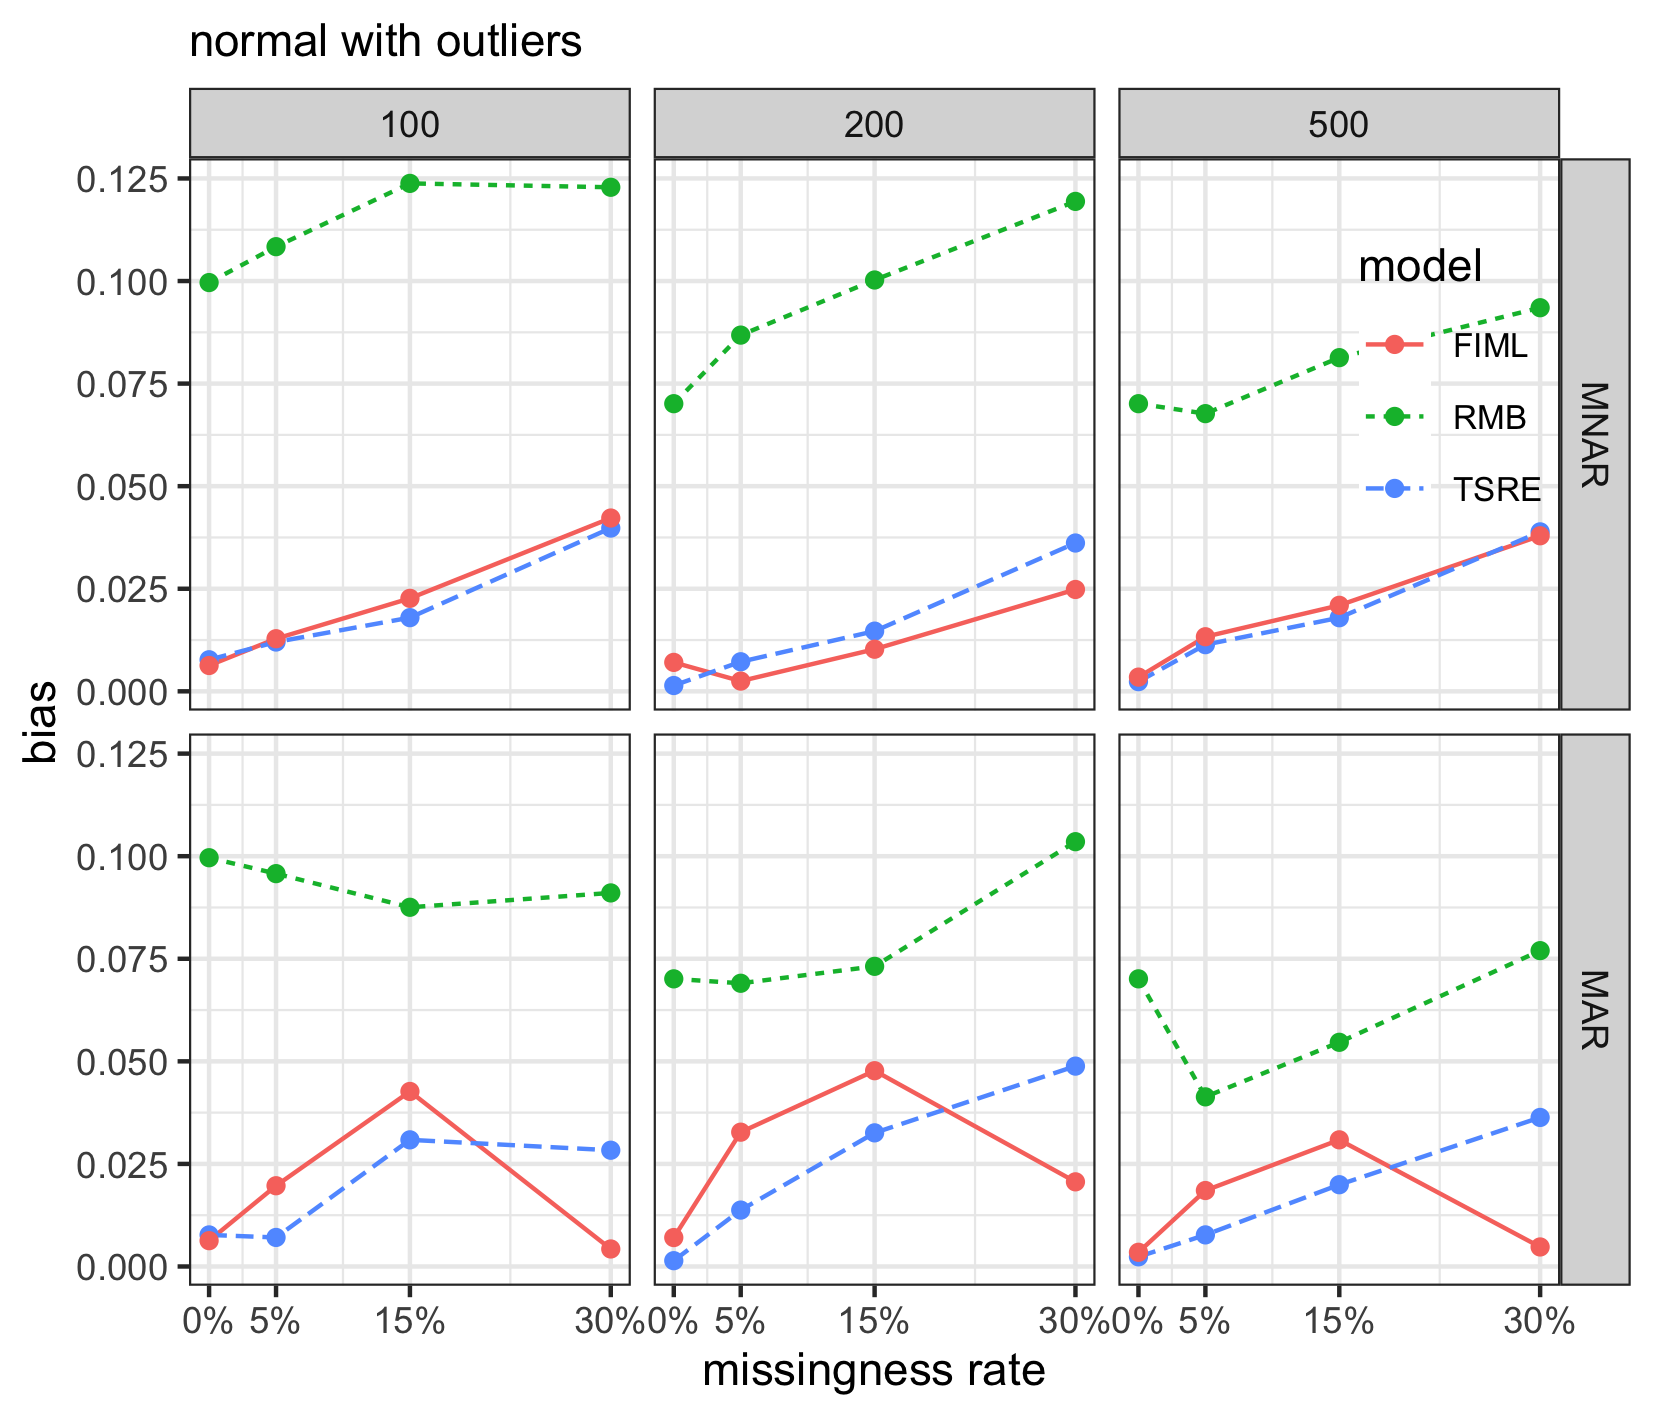 normal with outliers
100 200 500
0.125
0.100
0.075
0.050
0.025
0.000
MNAR
model
FIML
RMB
TSRE
bias
0.125
0.100
0.075
0.050
0.025
0.000
MAR
0% 5% 15% 30% 0% 5% 15% 30% 0% 5% 15% 30%
missingness rate